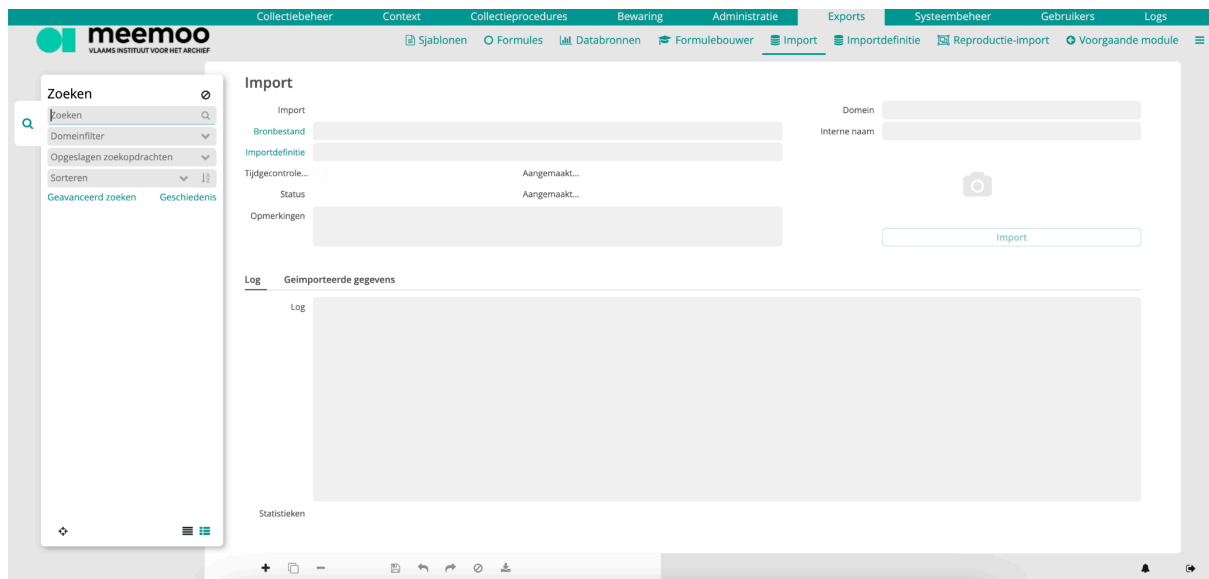 Collectiebeheer Context Collectieprocedures Bewaring Administratie Exports Systeembeheer Gebruikers Logs
meemoo
VLAAMS INSTITUUT VOOR HET ARCHIEF
Sjablonen Formules Databronnen Formulebouwer Import Importdefinitie Reproductie-import Voorgaande module
Zoeken
Zoeken
Domeinfilter
Opgeslagen zoekopdrachten
Sorteren
Geavanceerd zoeken Geschiedenis
Import
Import
Domein
Bronbestand
Interne naam
Importdefinitie
Tijdgecontrole... Aangemaakt...
Status Aangemaakt...
Opmerkingen
Import
Log Geimporteerde gegevens
Log
Statistieken